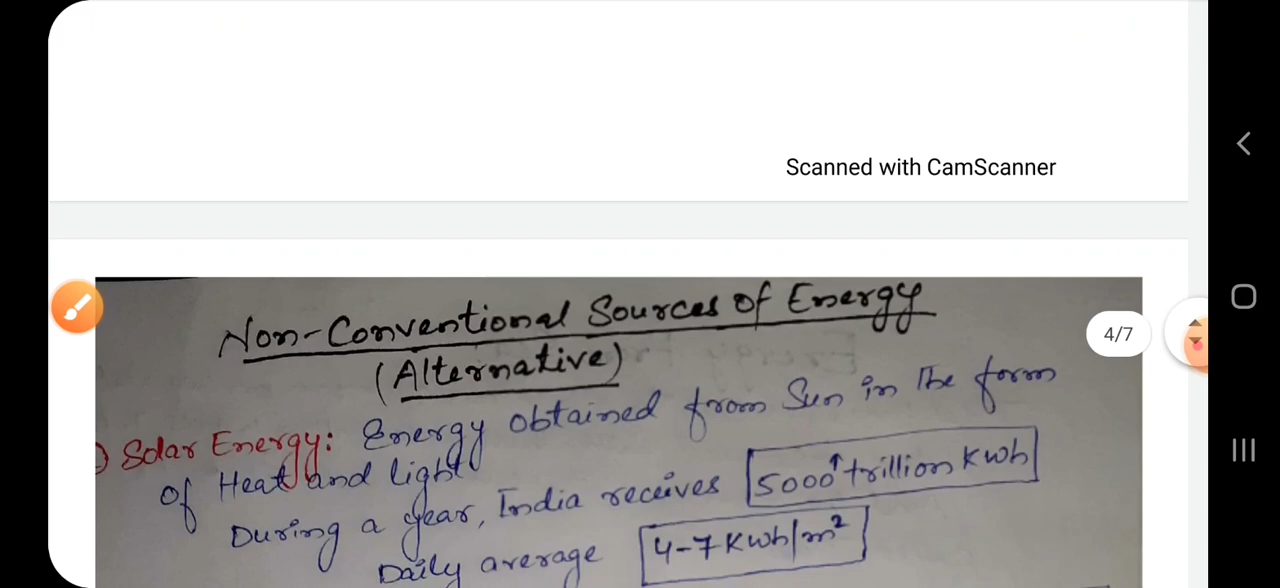 Scanned with CamScanner
Non-Conventional Sources Of Energy
(Alternative)
) Solar Energy: Energy obtained from Sun in The form
of Heat and light
During a year, India receives 5000↑ trillion Kwh
Daily average 4-7 Kwh/m²
4/7